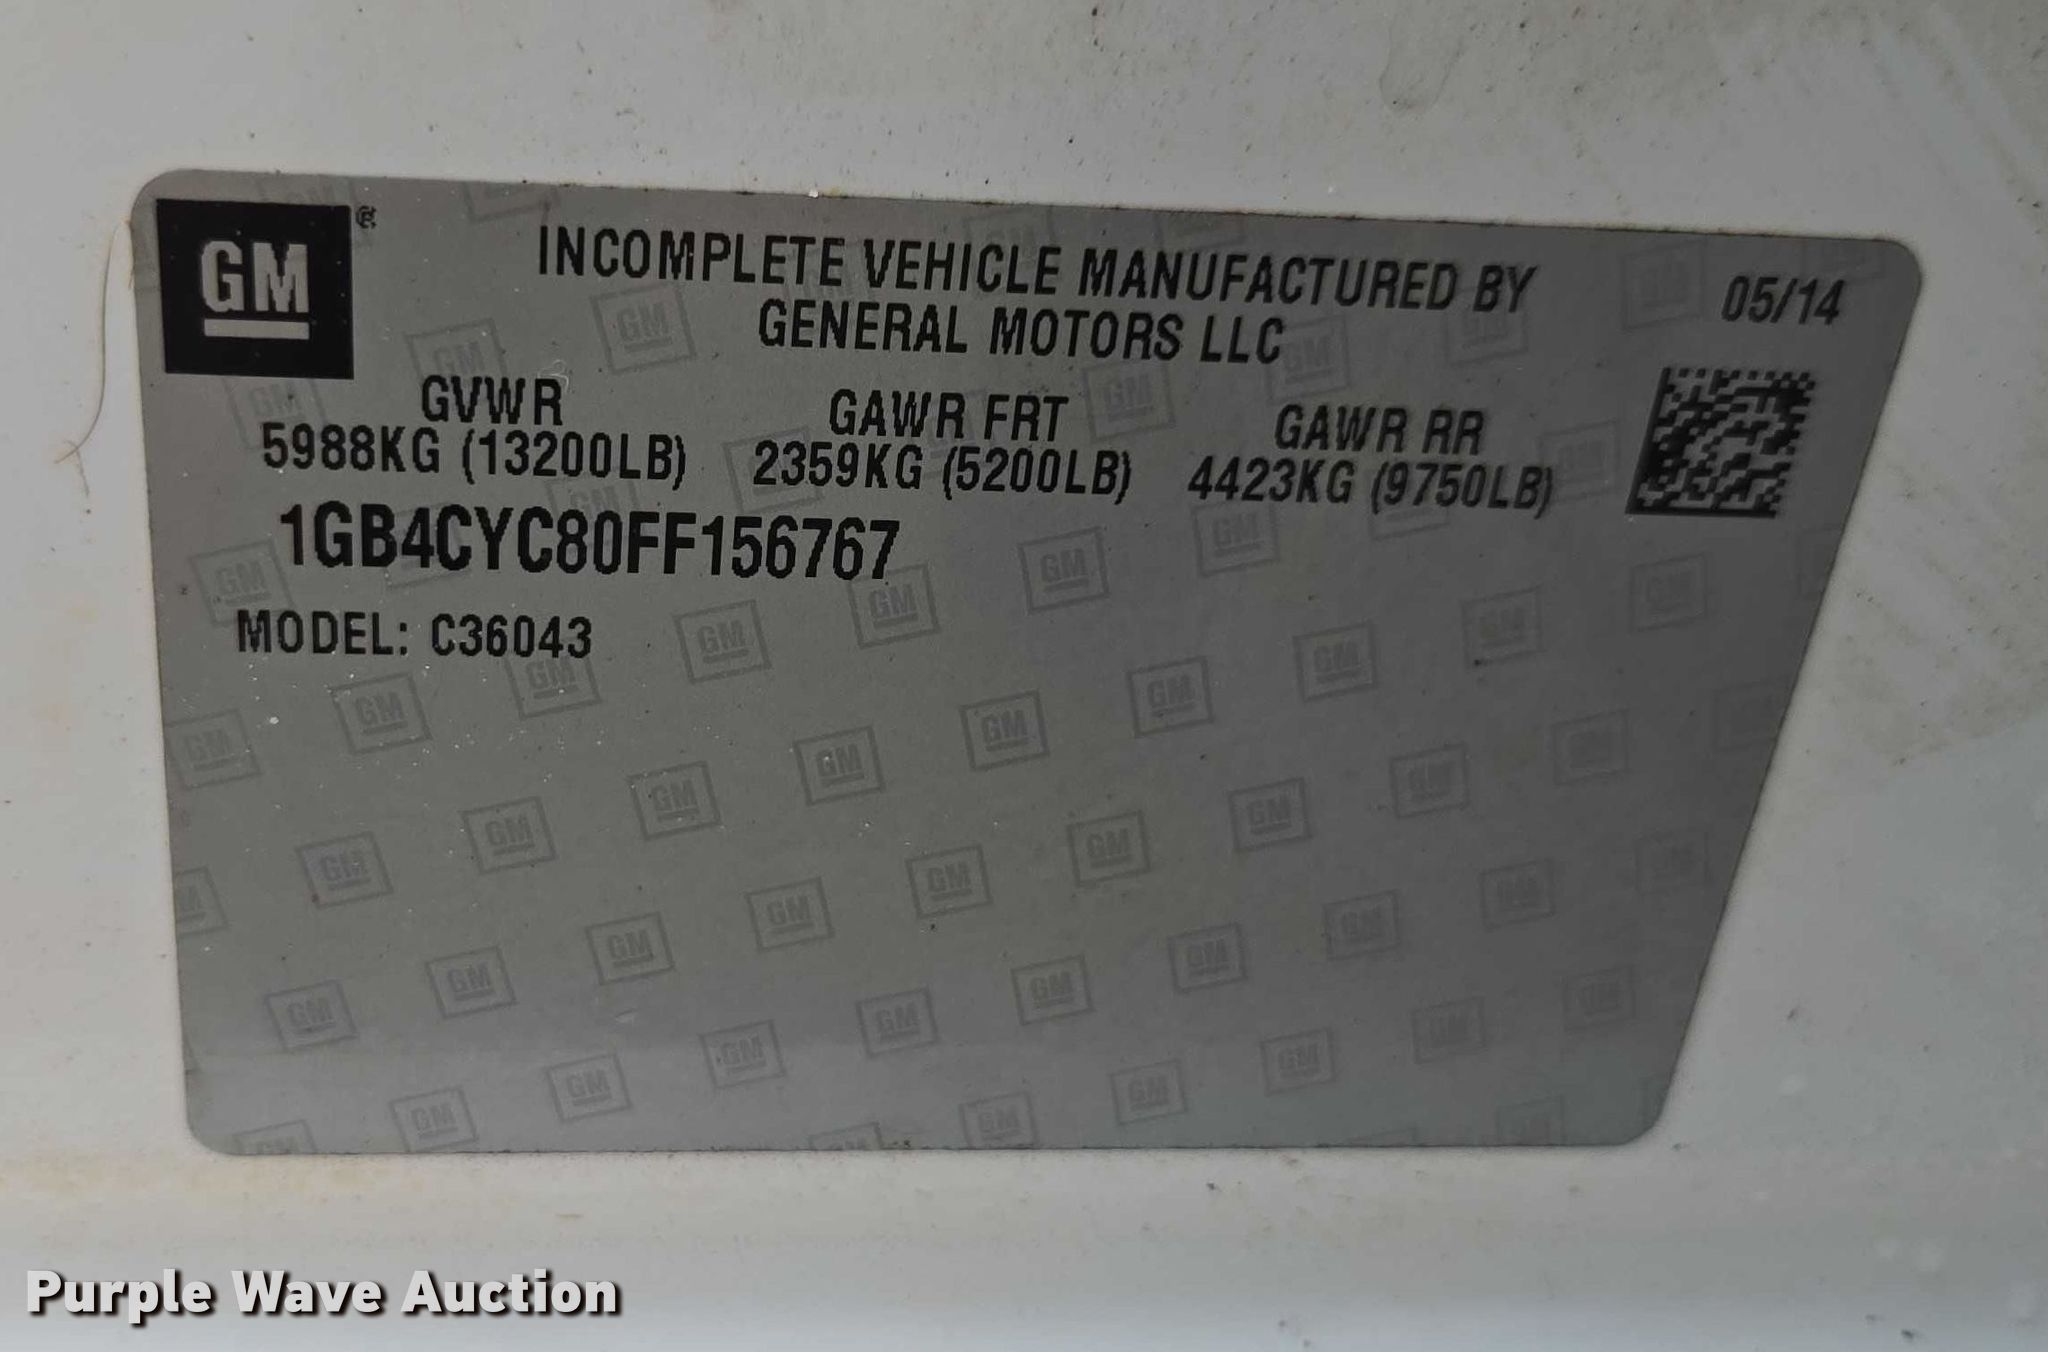 GM ®
INCOMPLETE VEHICLE MANUFACTURED BY
GENERAL MOTORS LLC
05/14
GVWR
5988KG (13200LB)
GAWR FRT
2359KG (5200LB)
GAWR RR
4423KG (9750LB)
1GB4CYC80FF156767
MODEL: C36043
Purple Wave Auction